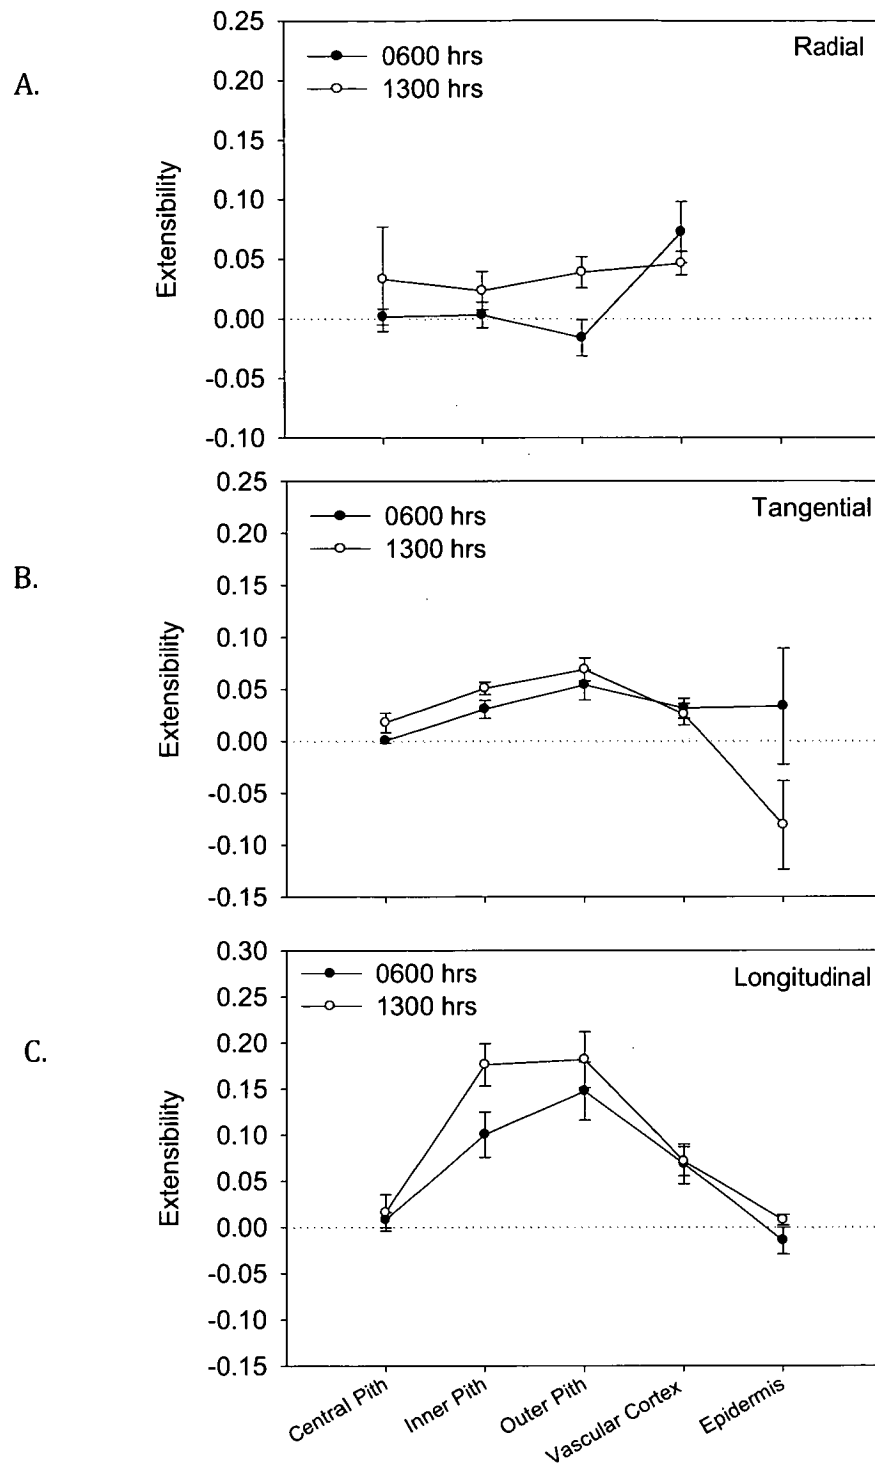 A.
Radial
0600 hrs
1300 hrs
Extensibility
0.25
0.20
0.15
0.10
0.05
0.00
-0.05
-0.10
B.
Tangential
0600 hrs
1300 hrs
Extensibility
0.25
0.20
0.15
0.10
0.05
0.00
-0.05
-0.10
-0.15
C.
Longitudinal
0600 hrs
1300 hrs
Extensibility
0.30
0.25
0.20
0.15
0.10
0.05
0.00
-0.05
-0.10
-0.15
Central Pith
Inner Pith
Outer Pith
Vascular Cortex
Epidermis